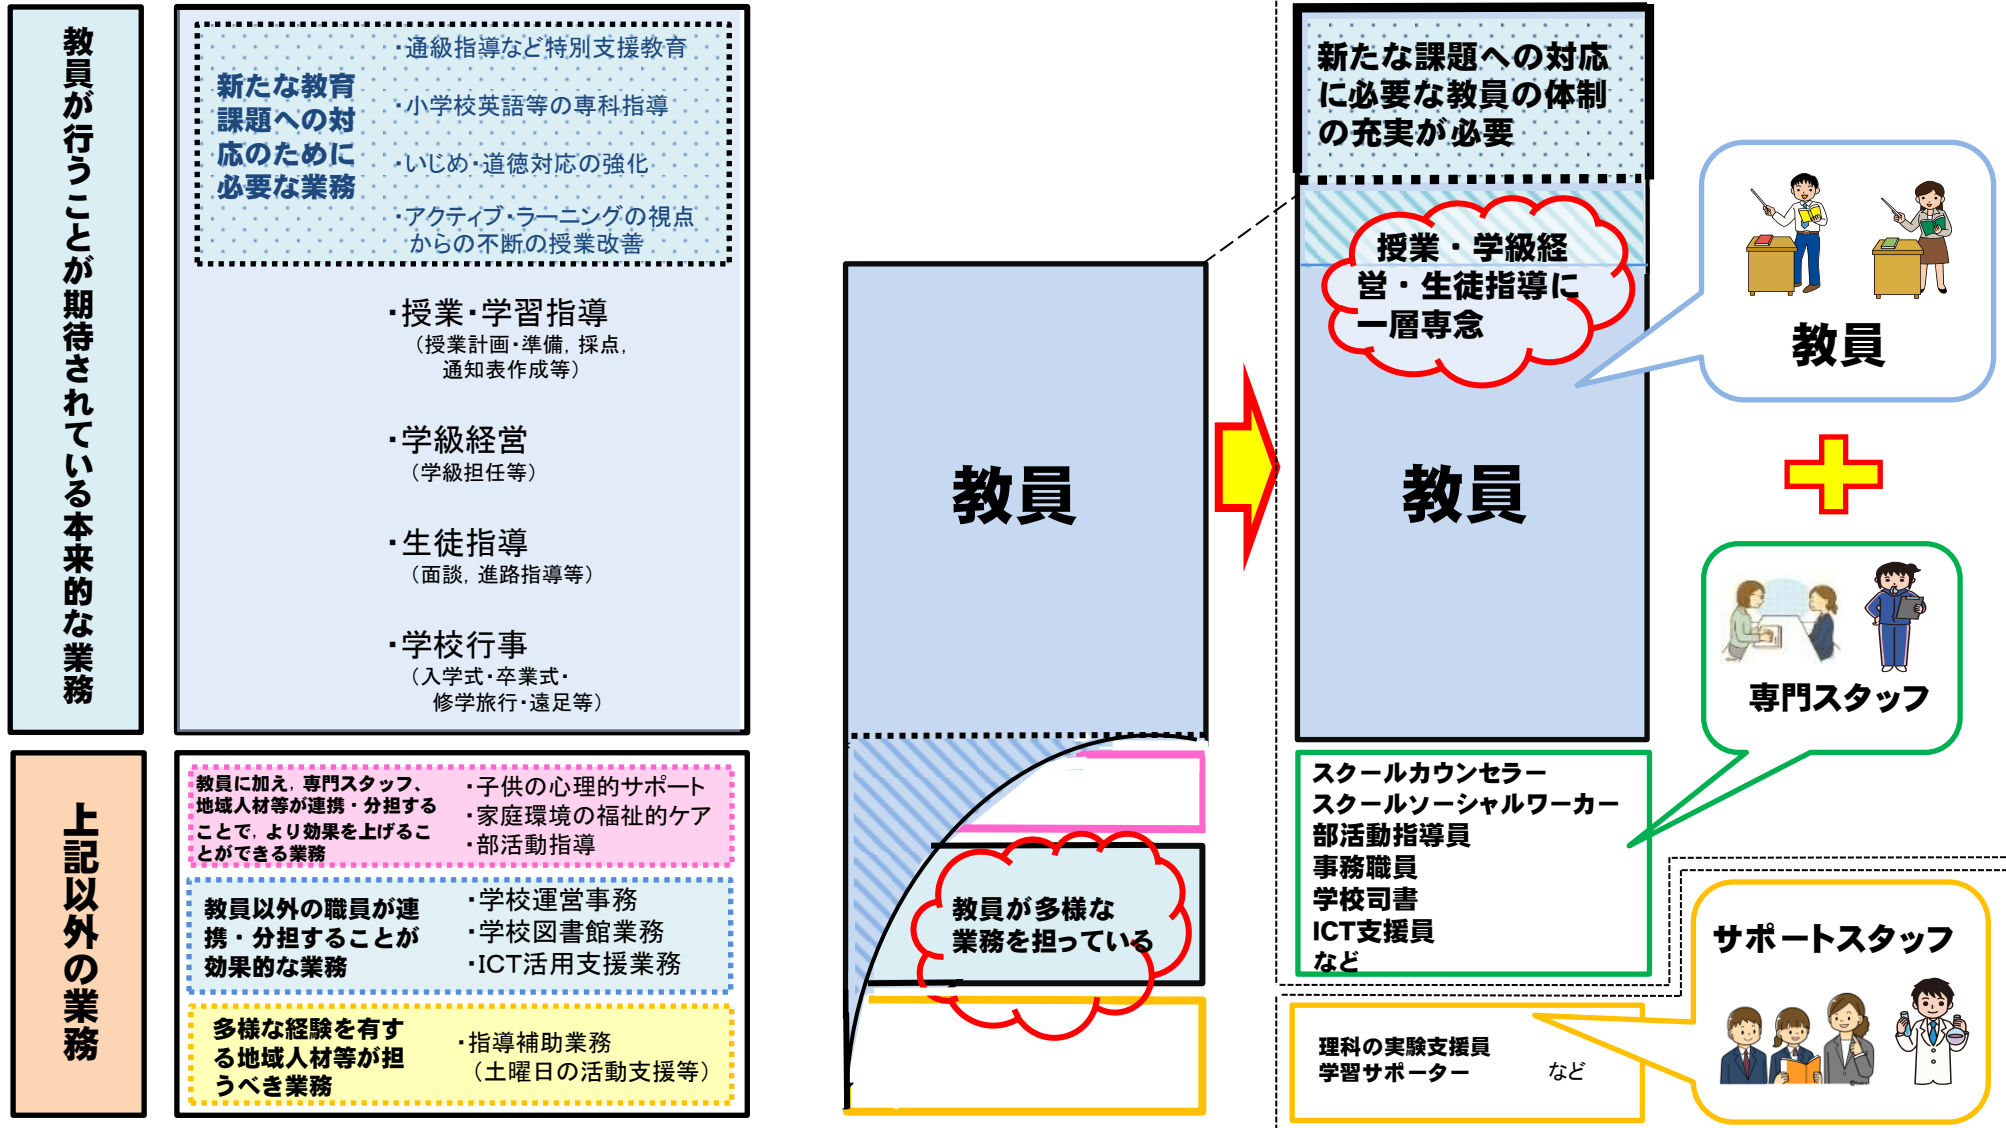 教員が行うことが期待されている本来的な業務
新たな教育
課題への対
応のために
必要な業務
・通級指導など特別支援教育
・小学校英語等の専科指導
・いじめ・道徳対応の強化
・アクティブ・ラーニングの視点
からの不断の授業改善
・授業・学習指導
（授業計画・準備，採点，
通知表作成等）
・学級経営
（学級担任等）
・生徒指導
（面談，進路指導等）
・学校行事
（入学式・卒業式・
修学旅行・遠足等）
上記以外の業務
教員に加え，専門スタッフ、
地域人材等が連携・分担する
ことで，より効果を上げるこ
とができる業務
・子供の心理的サポート
・家庭環境の福祉的ケア
・部活動指導
教員以外の職員が連
携・分担することが
効果的な業務
・学校運営事務
・学校図書館業務
・ICT活用支援業務
多様な経験を有す
る地域人材等が担
うべき業務
・指導補助業務
（土曜日の活動支援等）
教員
教員が多様な
業務を担っている
新たな課題への対応
に必要な教員の体制
の充実が必要
授業・学級経
営・生徒指導に
一層専念
教員
スクールカウンセラー
スクールソーシャルワーカー
部活動指導員
事務職員
学校司書
ICT支援員
など
理科の実験支援員
学習サポーター　など
教員
専門スタッフ
サポートスタッフ